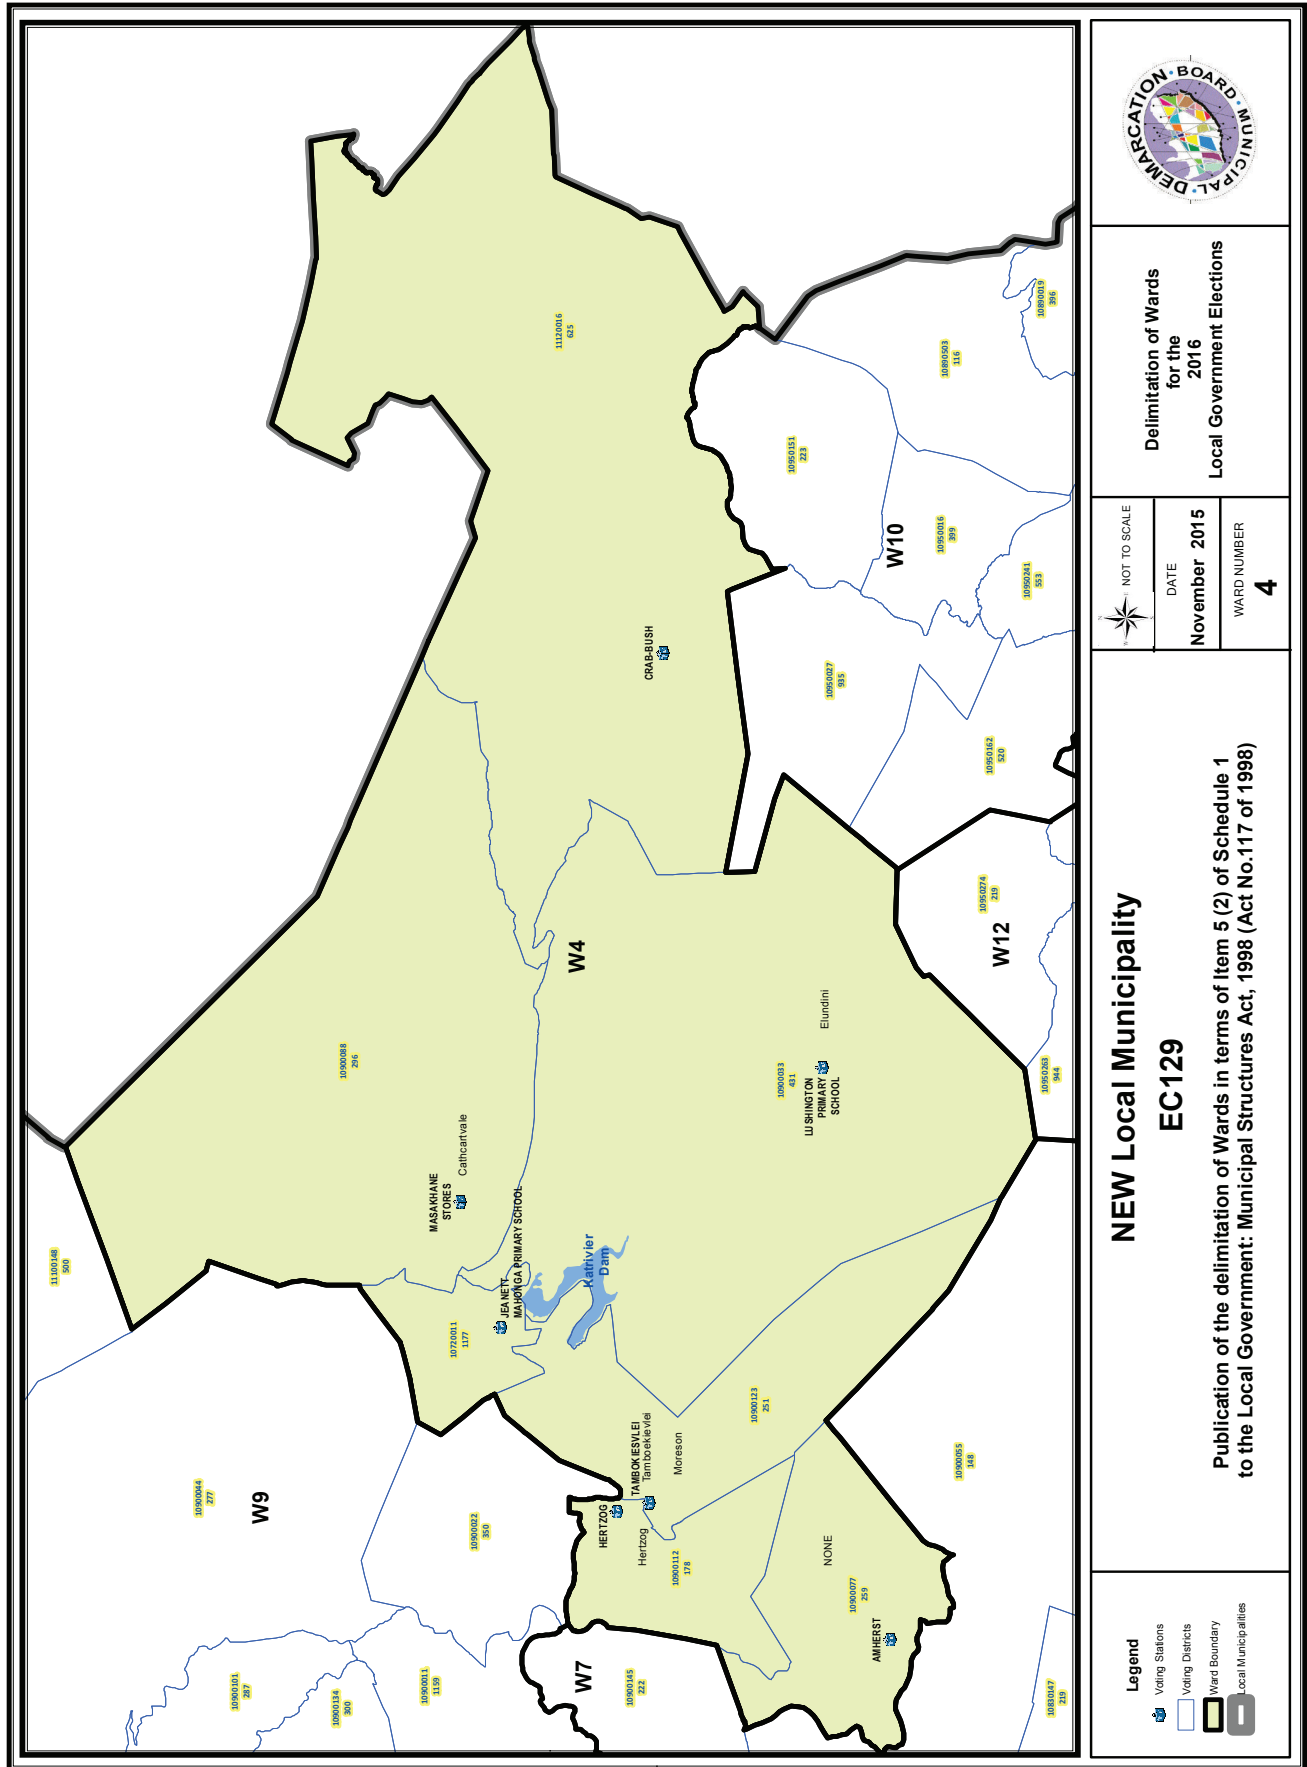 11120016
625
10890019
396
10890503
116
10950151
223
10950016
399
W10
10950241
553
CRAB-BUSH
10950027
935
10950162
520
10950274
219
W12
W4
10950263
944
10900088
296
Elundini
10900033
431
LUSHINGTON
PRIMARY
SCHOOL
MASAKHANE
STORES
Cathcartvale
11100148
500
JEANETT
MAHONGA PRIMARY SCHOOL
Katrivier
Dam
10720011
1177
10900123
251
TAMBOKIESVLEI
Tamboekievlei
Moreson
HERTZOG
Hertzog
10900112
178
10900055
148
10900044
277
W9
10900022
350
NONE
10900077
259
AMHERST
W7
10900145
222
10900101
287
10900134
300
10900011
1159
10830147
219
Legend
Voting Stations
Voting Districts
Ward Boundary
Local Municipalities
NEW Local Municipality
EC129
Publication of the delimitation of Wards in terms of Item 5 (2) of Schedule 1
to the Local Government: Municipal Structures Act, 1998 (Act No.117 of 1998)
NOT TO SCALE
DATE
November 2015
WARD NUMBER
4
Delimitation of Wards
for the
2016
Local Government Elections
MUNICIPAL · DEMARCATION · BOARD ·